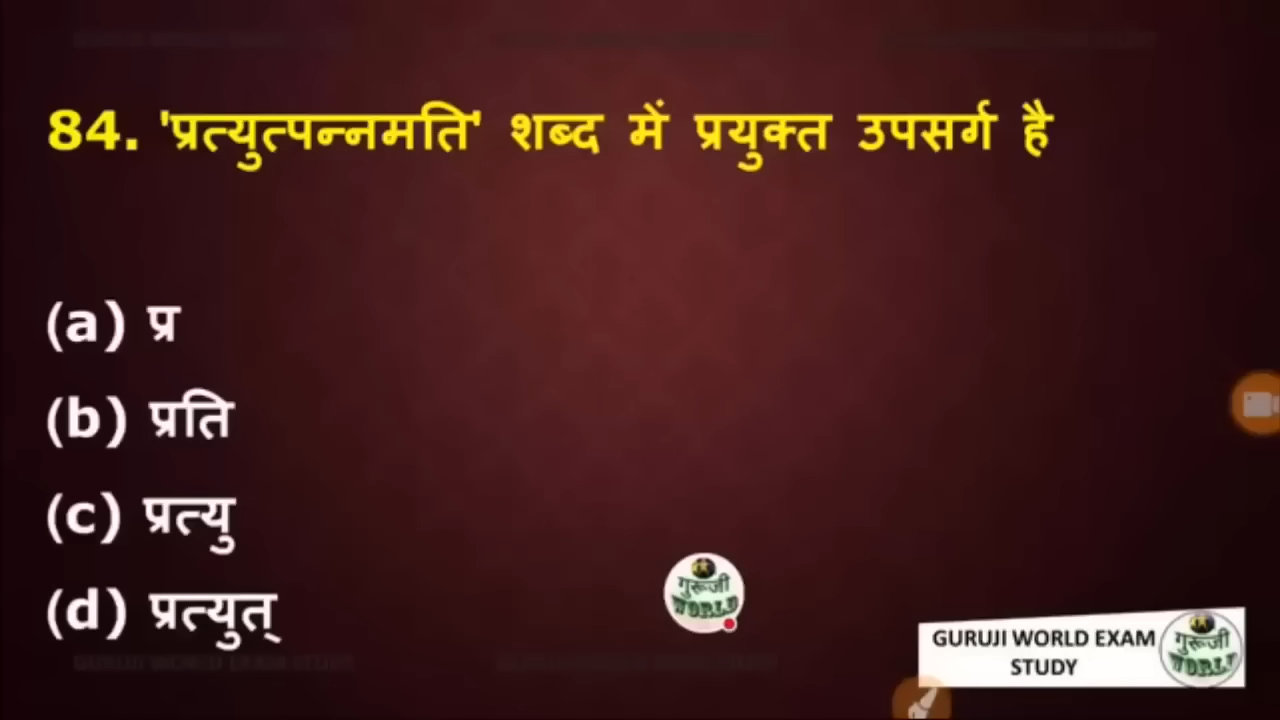 84. 'प्रत्युत्पन्नमति' शब्द में प्रयुक्त उपसर्ग है
(a) प्र
(b) प्रति
(c) प्रत्यु
(d) प्रत्युत्
गुरूजी
WORLD
GURUJI WORLD EXAM
STUDY
गुरूजी
WORLD